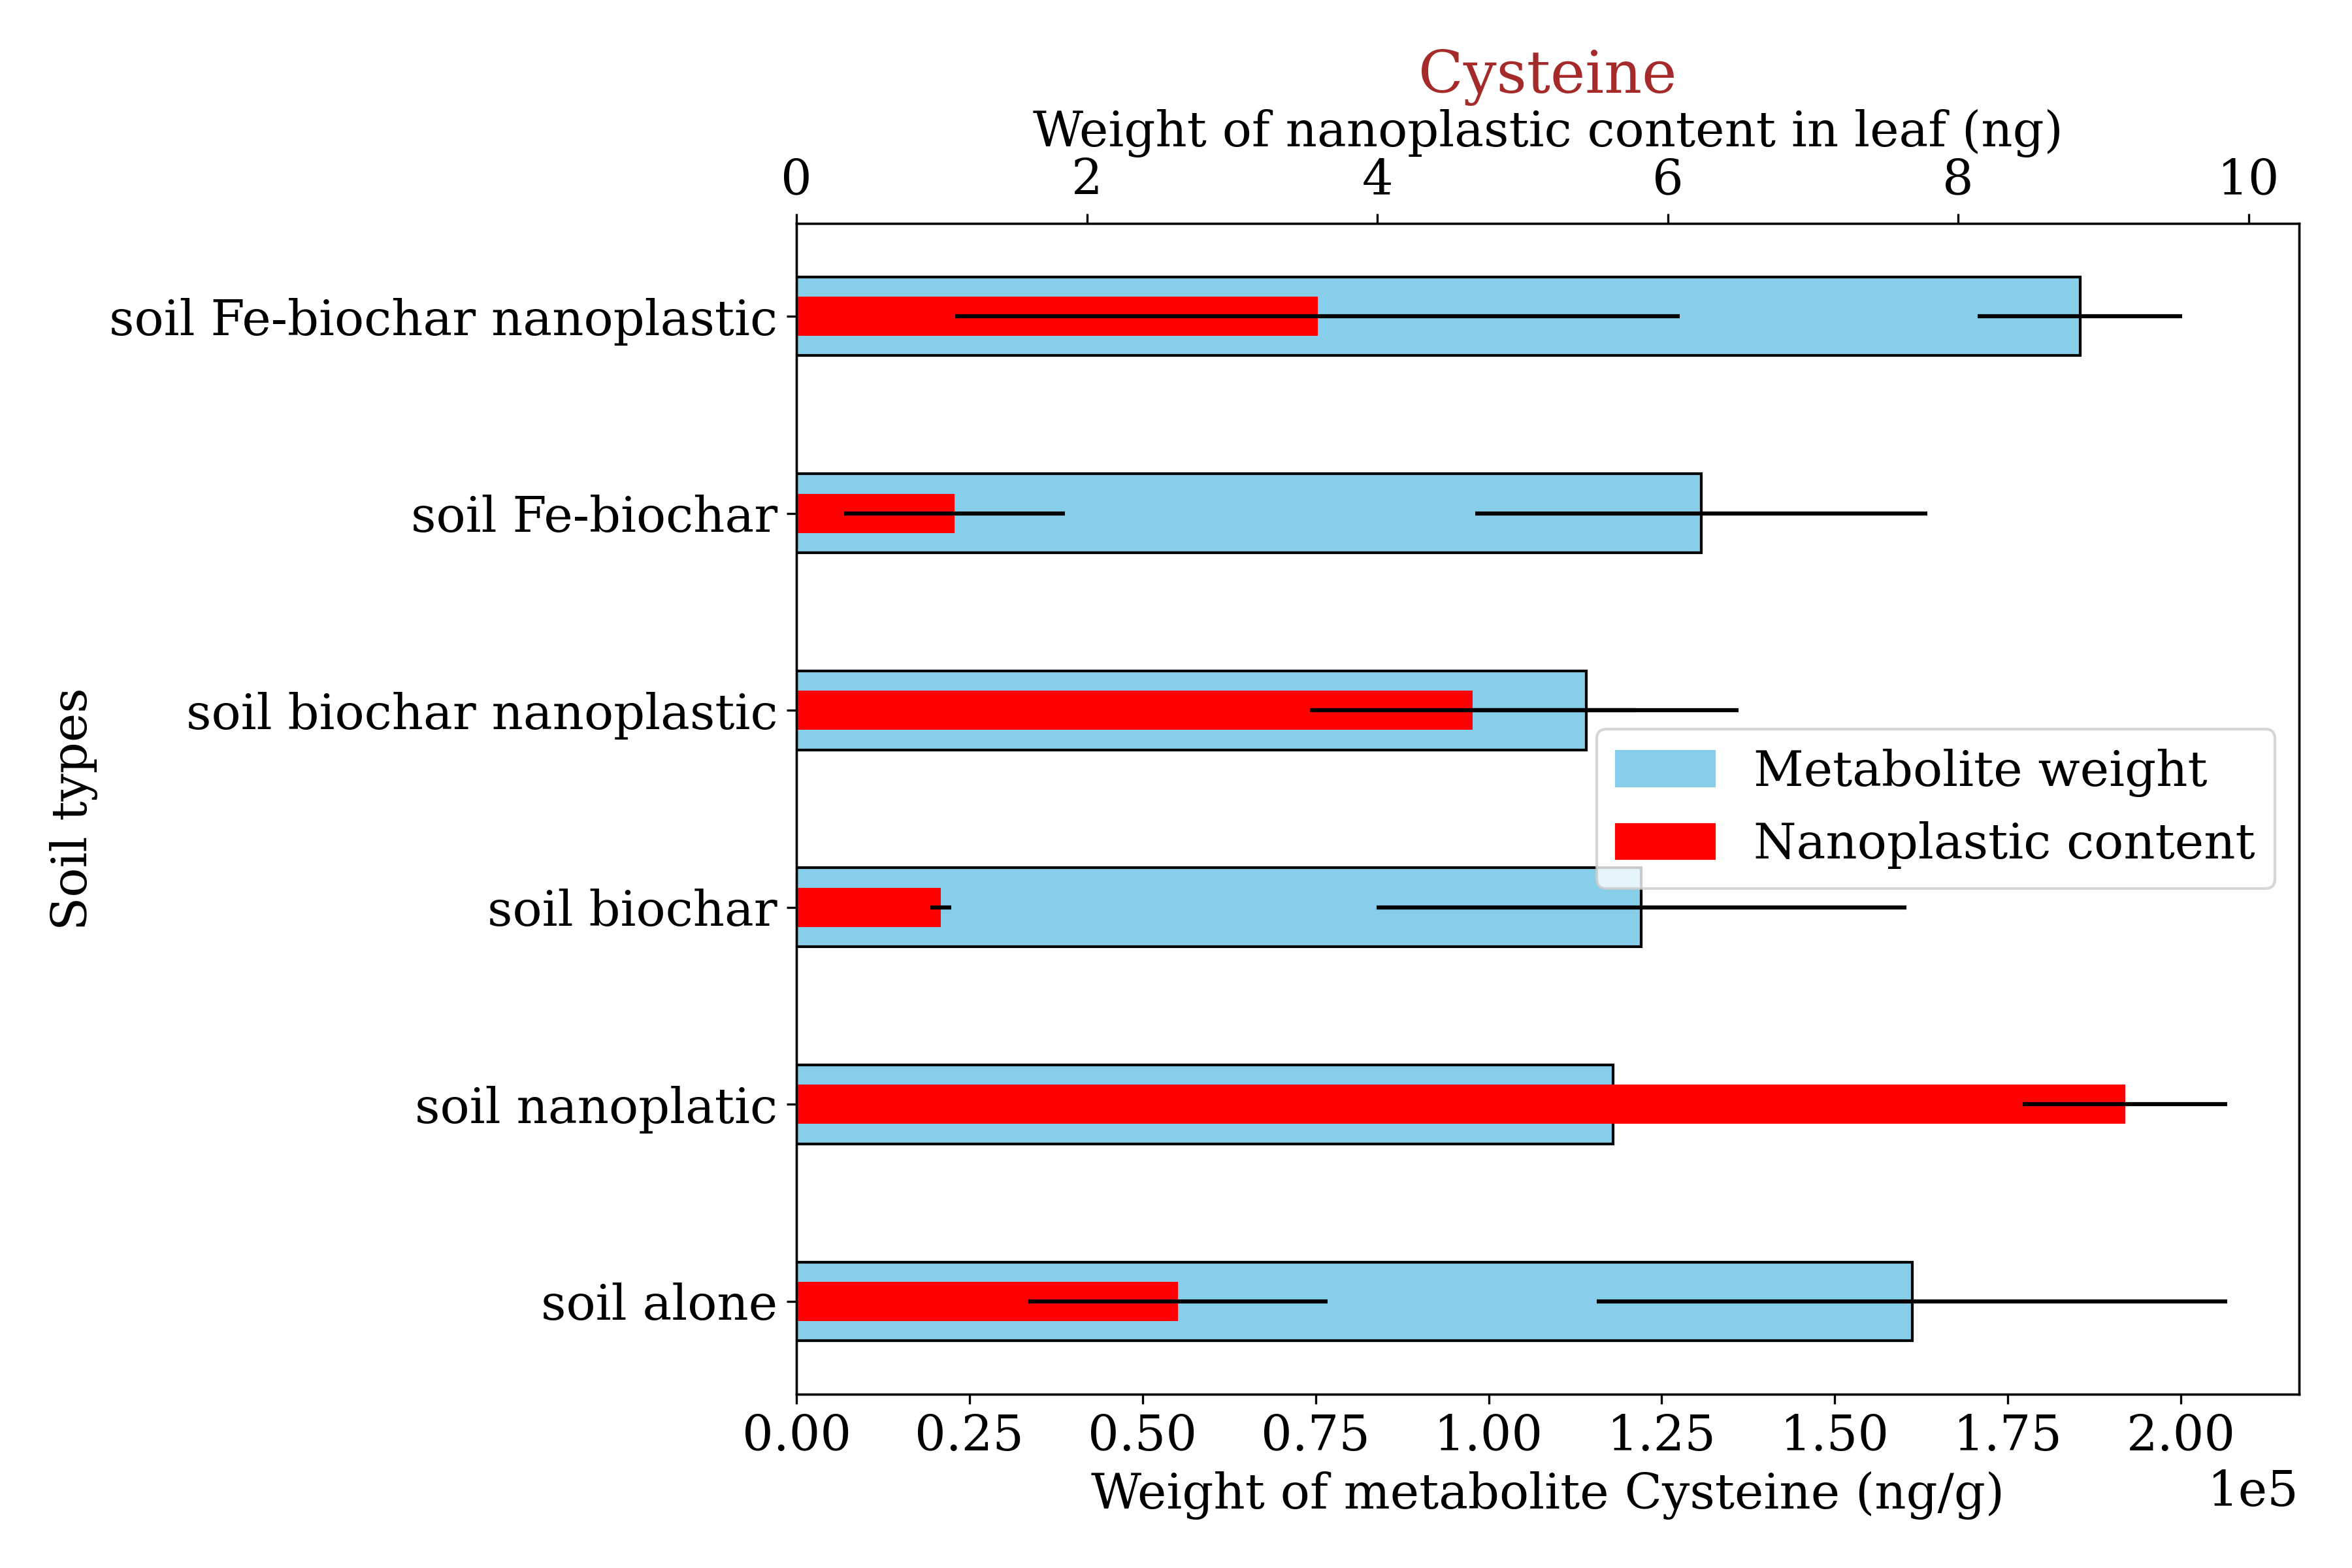 Cysteine
Weight of nanoplastic content in leaf (ng)
0 2 4 6 8 10
soil Fe-biochar nanoplastic
soil Fe-biochar
soil biochar nanoplastic
Soil types
Metabolite weight
Nanoplastic content
soil biochar
soil nanoplatic
soil alone
0.00 0.25 0.50 0.75 1.00 1.25 1.50 1.75 2.00
Weight of metabolite Cysteine (ng/g)
1e5